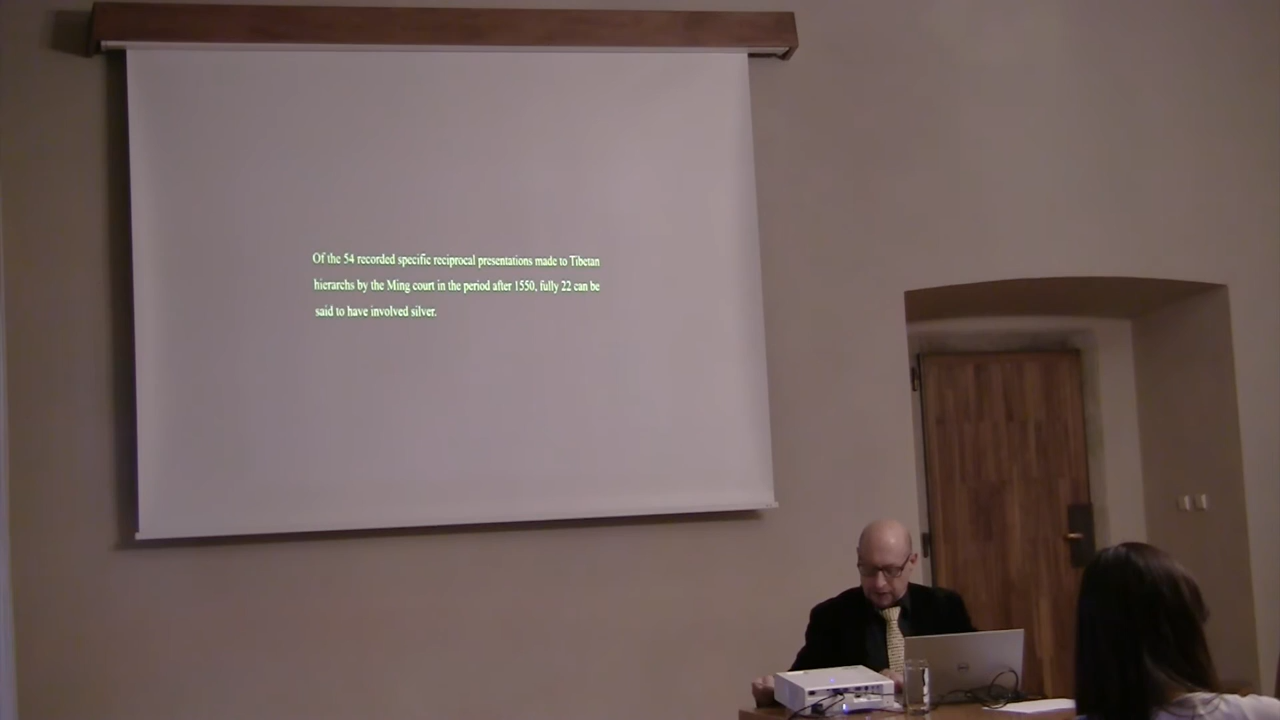 Of the 54 recorded specific reciprocal presentations made to Tibetan
hierarchs by the Ming court in the period after 1550, fully 22 can be
said to have involved silver.